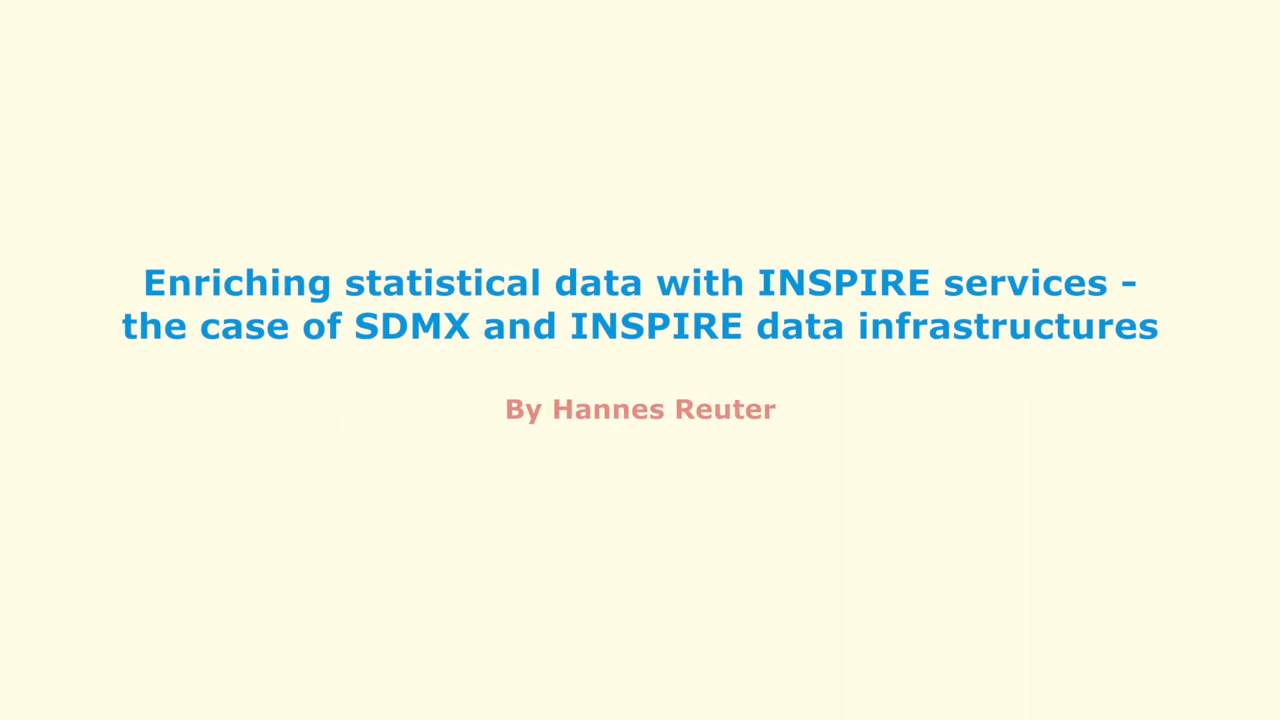 Enriching statistical data with INSPIRE services -
the case of SDMX and INSPIRE data infrastructures
By Hannes Reuter